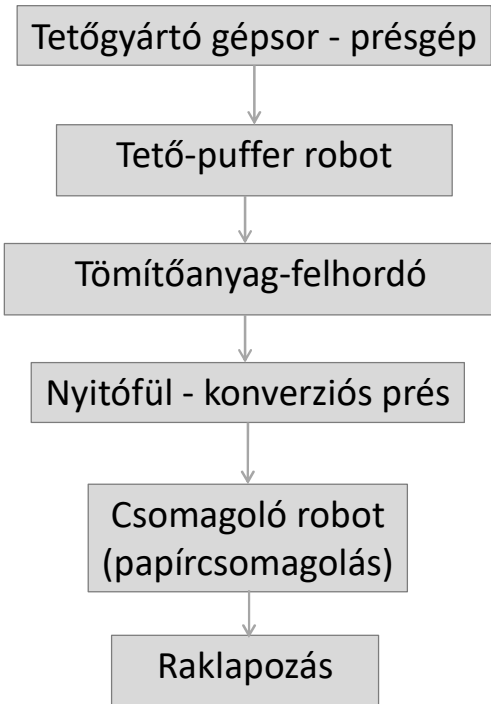 Tetőgyártó gépsor - présgép
Tető-puffer robot
Tömítőanyag-felhordó
Nyitófül - konverziós prés
Csomagoló robot
(papírcsomagolás)
Raklapozás